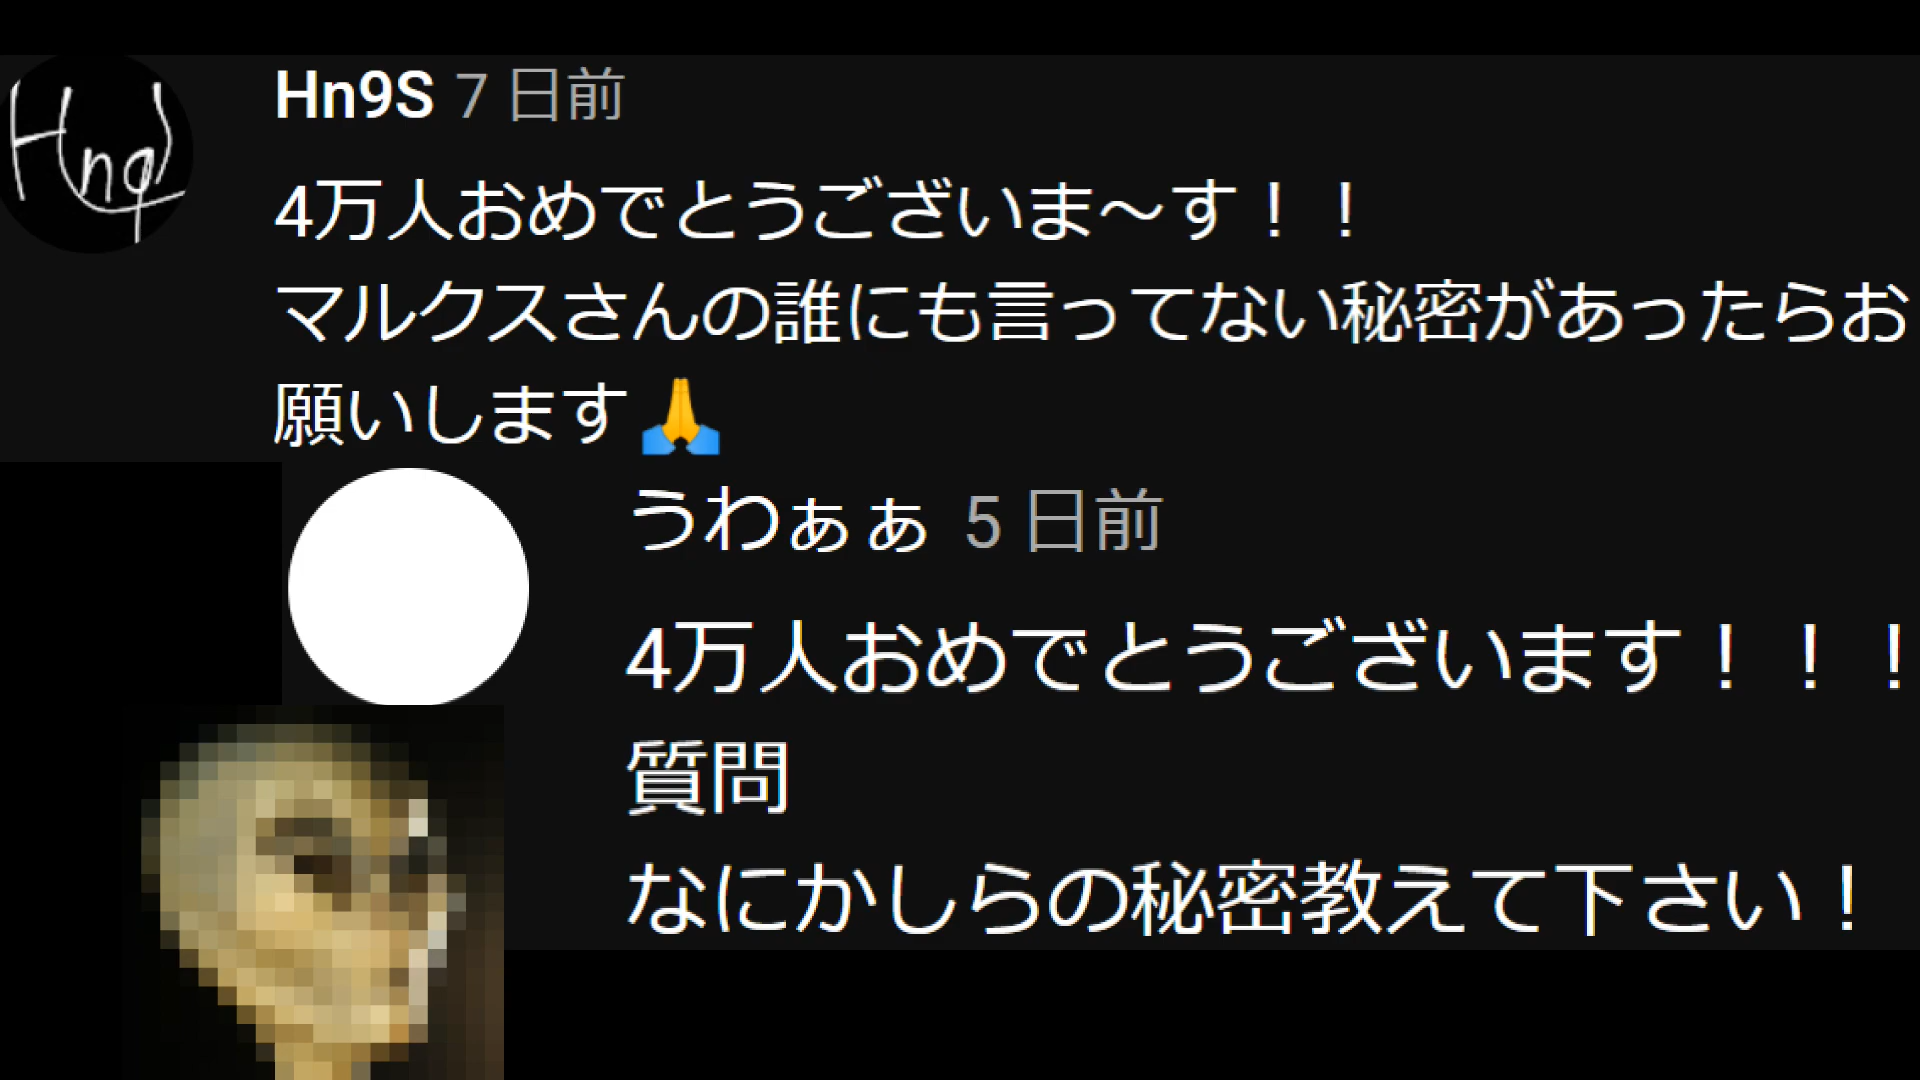 Hn9S 7 日前
4万人おめでとうございま〜す！！
マルクスさんの誰にも言ってない秘密があったらお
願いします🙏
うわぁぁ 5 日前
4万人おめでとうございます！！！
質問
なにかしらの秘密教えて下さい！